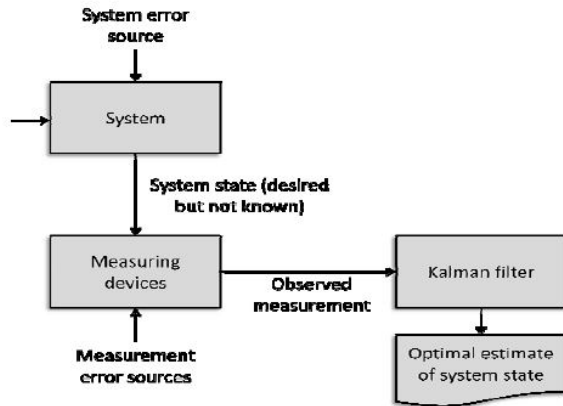 System error
source
System
System state (desired
but not known)
Measuring
devices
Observed
measurement
Kalman filter
Measurement
error sources
Optimal estimate
of system state